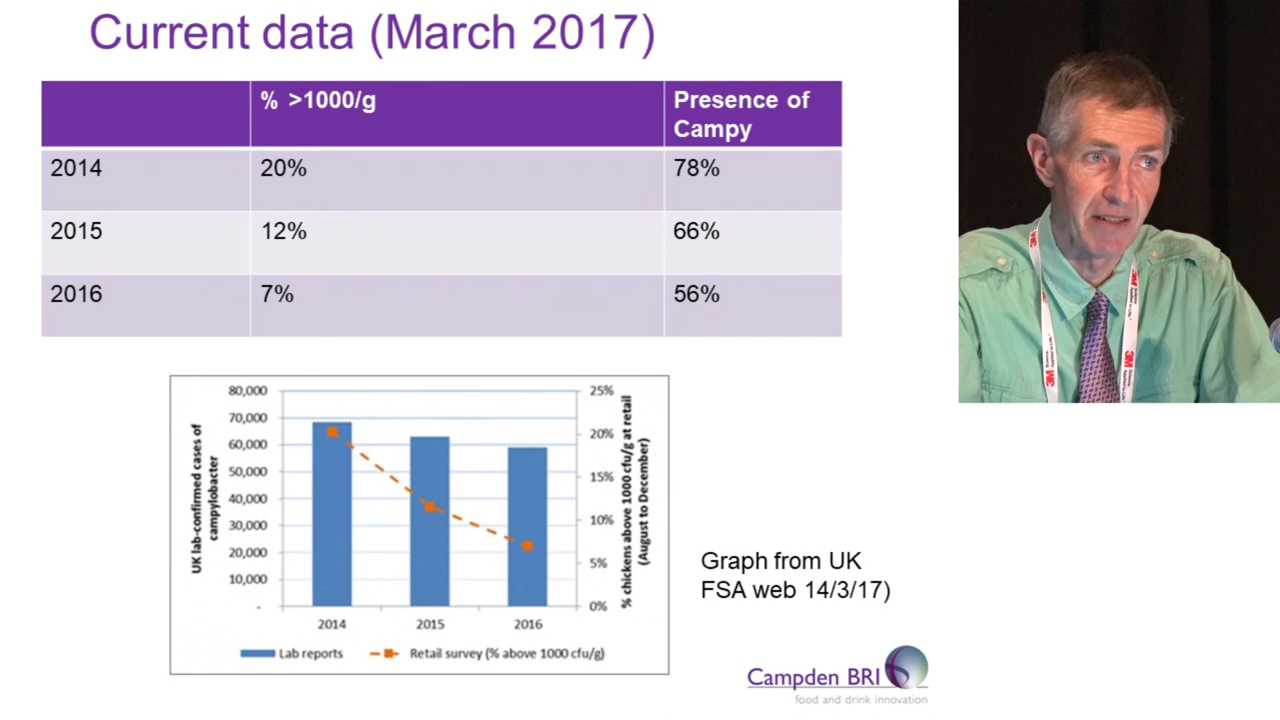 Current data (March 2017)
% >1000/g
Presence of
Campy
2014 20% 78%
2015 12% 66%
2016 7% 56%
UK lab-confirmed cases of
campylobacter
80,000
70,000
60,000
50,000
40,000
30,000
20,000
10,000
-
25%
20%
15%
10%
5%
0%
% chickens above 1000 cfu/g at retail
(August to December)
2014 2015 2016
Lab reports
Retail survey (% above 1000 cfu/g)
Graph from UK
FSA web 14/3/17)
Campden BRI
food and drink innovation
3M
3M
3M